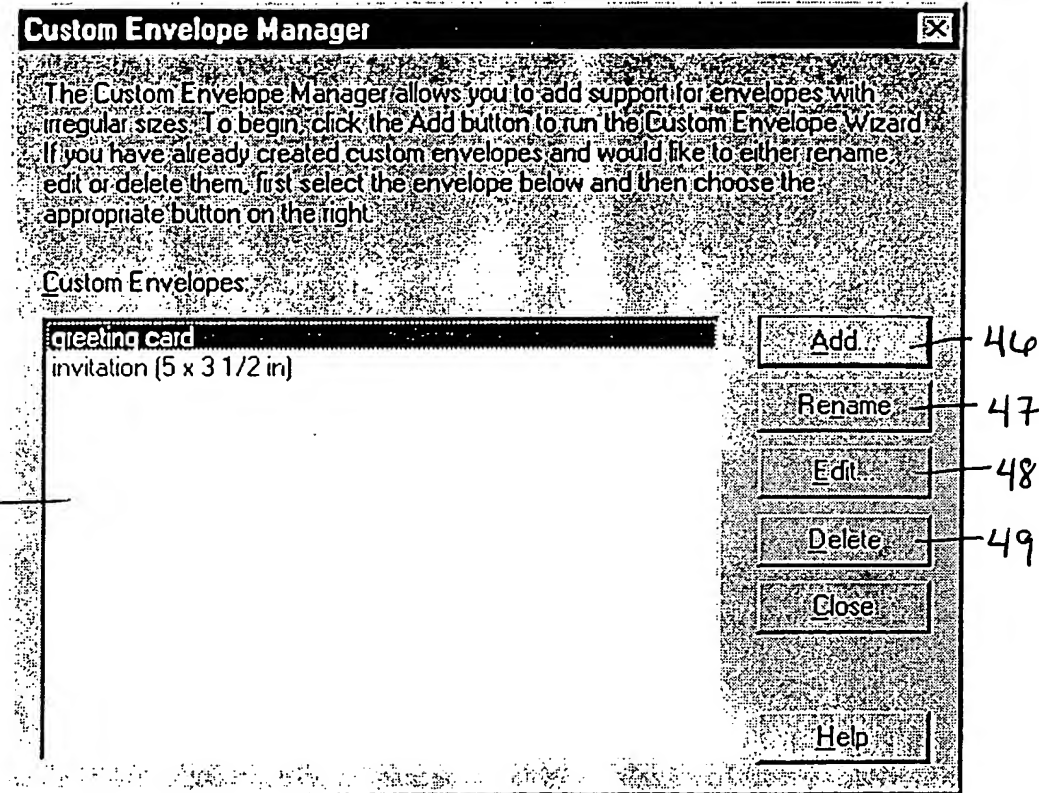 Custom Envelope Manager
The Custom Envelope Manager allows you to add support for envelopes with
irregular sizes. To begin, click the Add button to run the Custom Envelope Wizard.
If you have already created custom envelopes and would like to either rename,
edit or delete them, first select the envelope below and then choose the
appropriate button on the right.
Custom Envelopes:
greeting card
invitation (5 x 3 1/2 in)
Add... 46
Rename 47
Edit... 48
Delete 49
Close
Help